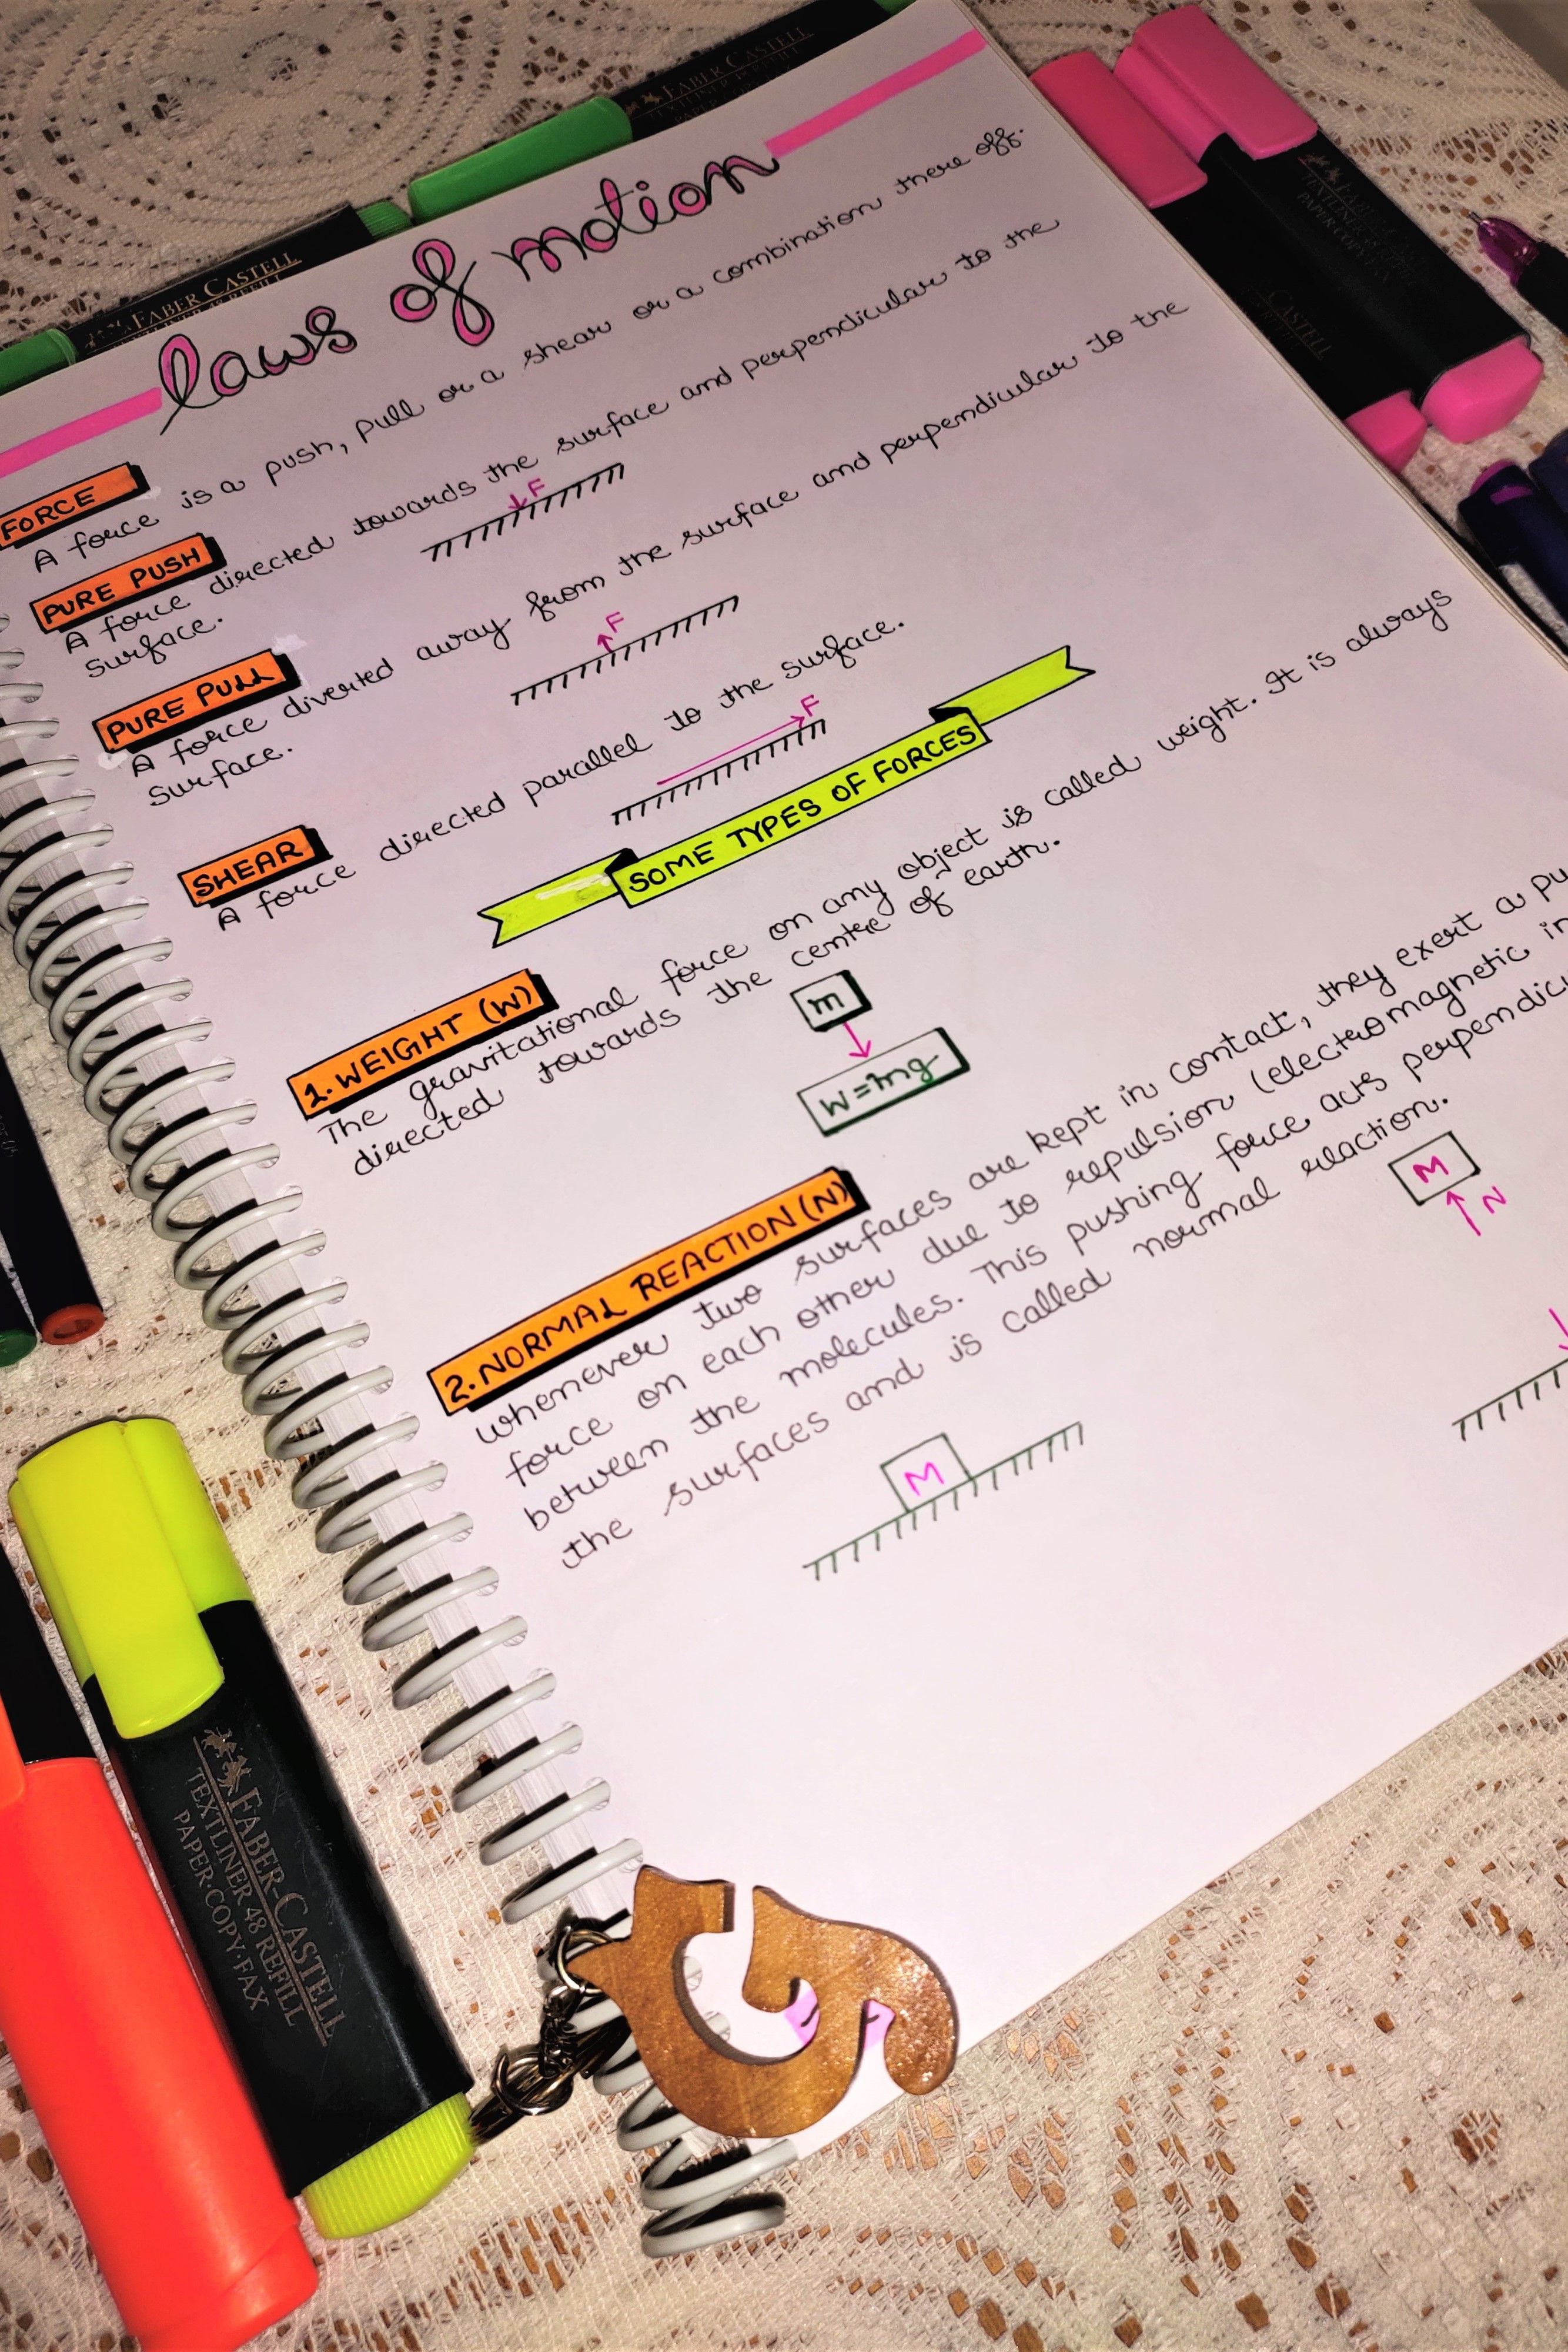 laws of motion
FORCE
A force is a push, pull or a shear or a combination there off.
PURE PUSH
A force directed towards the surface and perpendicular to the
surface.
F
PURE PULL
A force diverted away from the surface and perpendicular to the
surface.
F
SHEAR
A force directed parallel to the surface.
F
SOME TYPES OF FORCES
1. WEIGHT (W)
The gravitational force on any object is called weight. It is always
directed towards the centre of earth.
m
W=mg
2. NORMAL REACTION (N)
whenever two surfaces are kept in contact, they exert a pu
force on each other due to repulsion (electromagnetic in
between the molecules. This pushing force acts perpendic
the surfaces and is called normal reaction.
M
N
M
FABER CASTELL
FABER CASTELL
FABER CASTELL
TEXTLINER 48 REFILL
PAPER·COPY·FAX
CASTELL
FABER-CASTELL
TEXTLINER 48 REFILL
PAPER·COPY·FAX